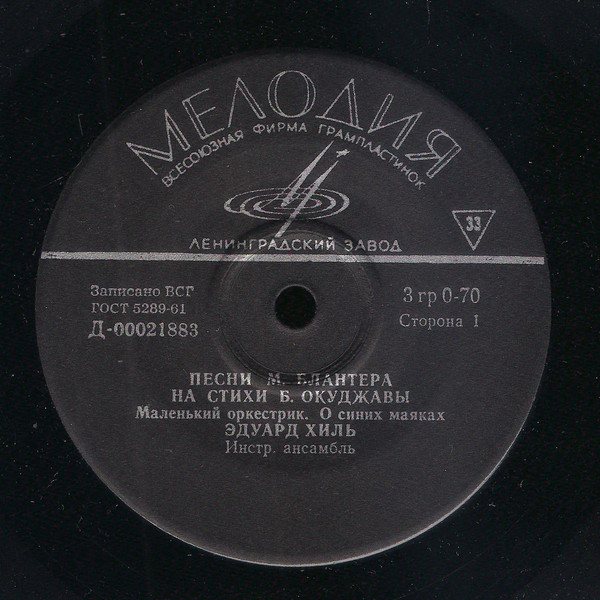 МЕЛОДИЯ
ВСЕСОЮЗНАЯ ФИРМА ГРАМПЛАСТИНОК
ЛЕНИНГРАДСКИЙ ЗАВОД
33
Записано ВСГ
ГОСТ 5289-61
Д-00021883
3 гр 0-70
Сторона 1
ПЕСНИ М. БЛАНТЕРА
НА СТИХИ Б. ОКУДЖАВЫ
Маленький оркестрик. О синих маяках
ЭДУАРД ХИЛЬ
Инстр. ансамбль